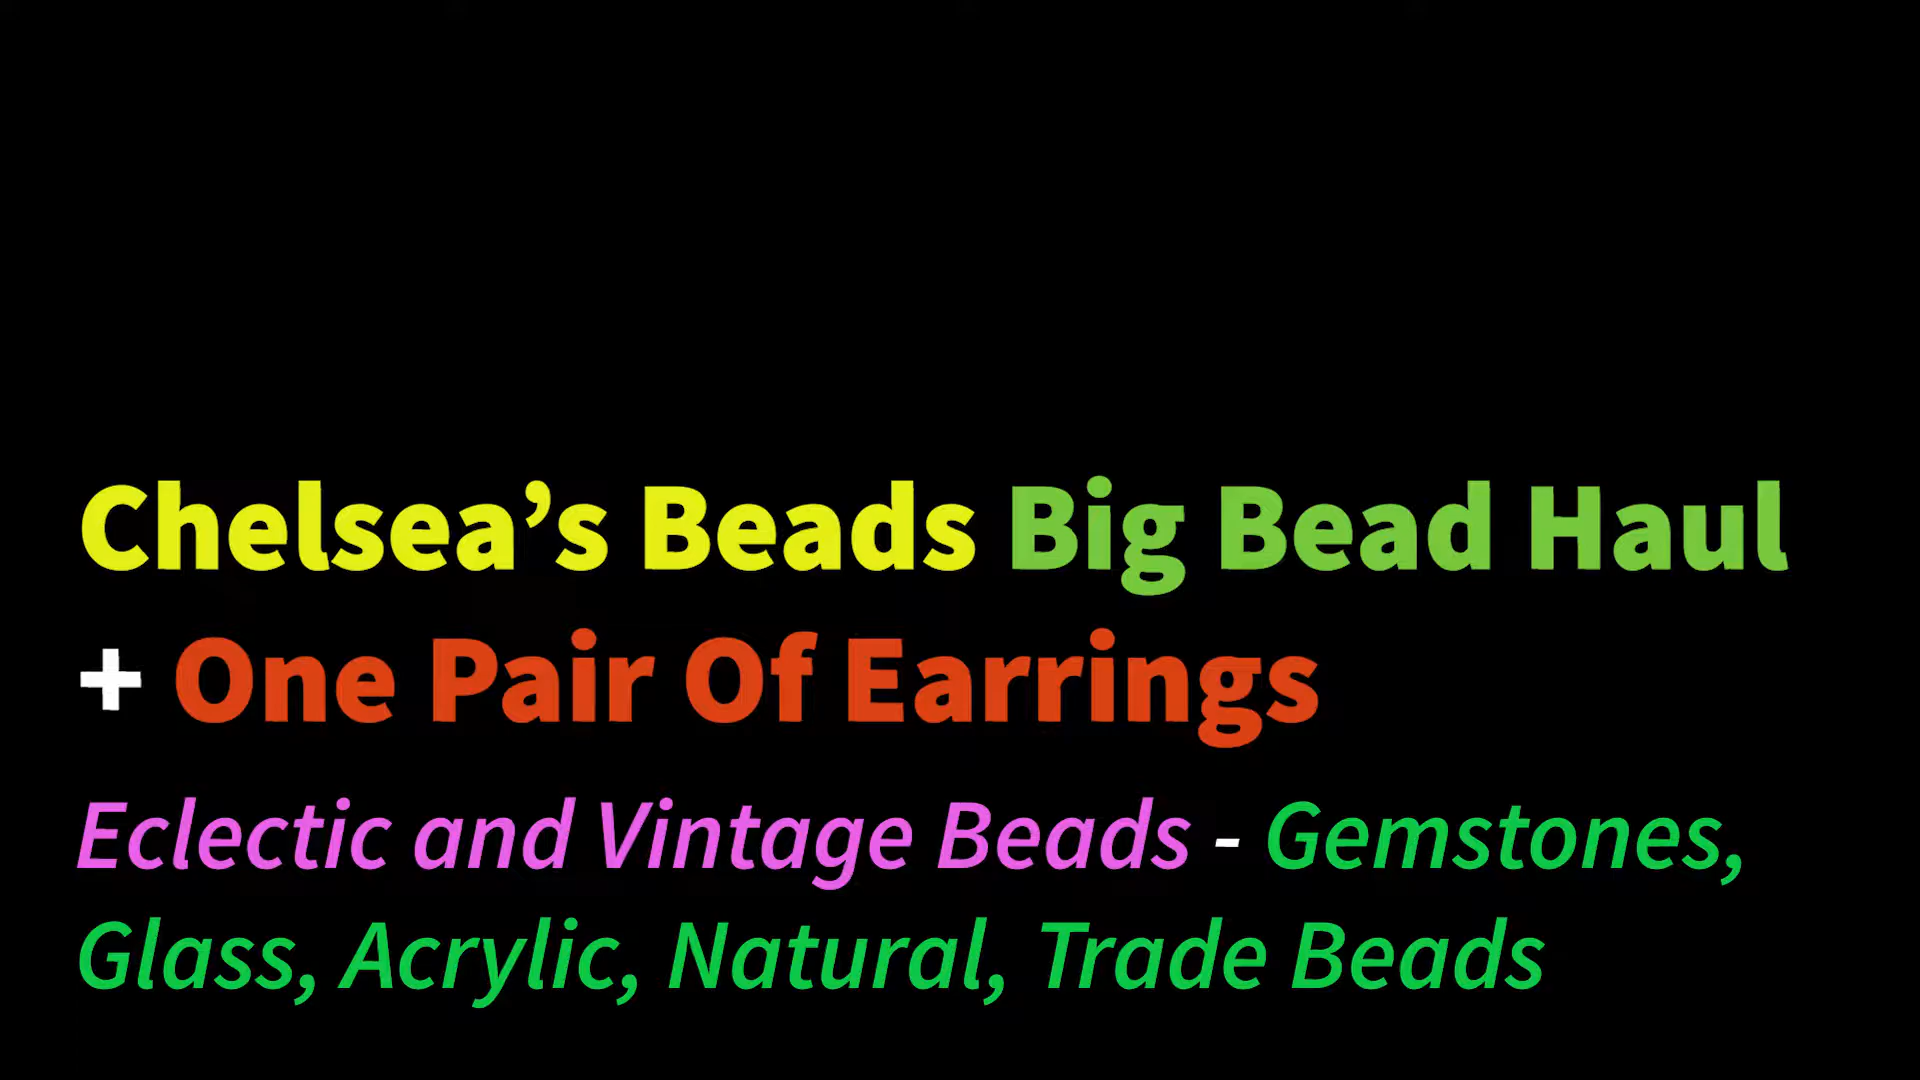 Chelsea’s Beads Big Bead Haul
+ One Pair Of Earrings
Eclectic and Vintage Beads - Gemstones,
Glass, Acrylic, Natural, Trade Beads